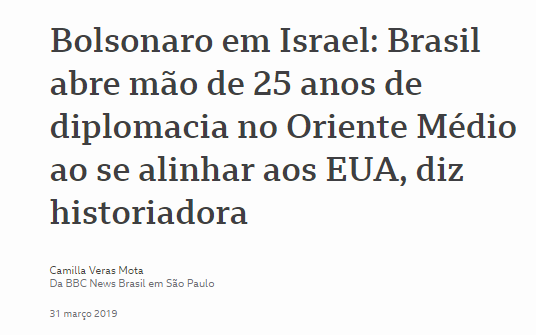 Bolsonaro em Israel: Brasil
abre mão de 25 anos de
diplomacia no Oriente Médio
ao se alinhar aos EUA, diz
historiadora
Camilla Veras Mota
Da BBC News Brasil em São Paulo
31 março 2019